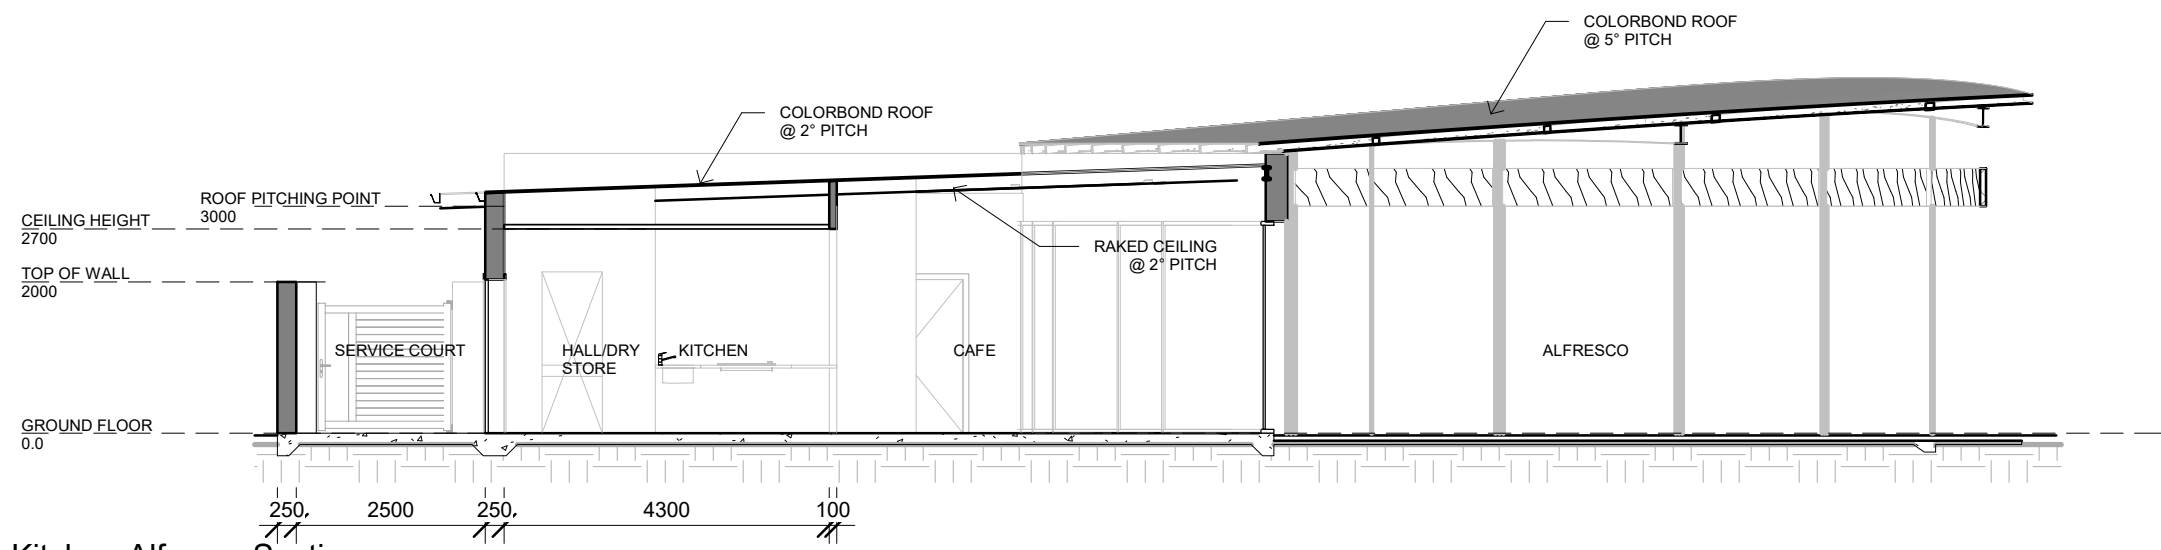 COLORBOND ROOF
@ 5° PITCH
COLORBOND ROOF
@ 2° PITCH
ROOF PITCHING POINT
3000
CEILING HEIGHT
2700
RAKED CEILING
@ 2° PITCH
TOP OF WALL
2000
SERVICE COURT
HALL/DRY
STORE
KITCHEN
CAFE
ALFRESCO
GROUND FLOOR
0.0
250 2500 250 4300 100